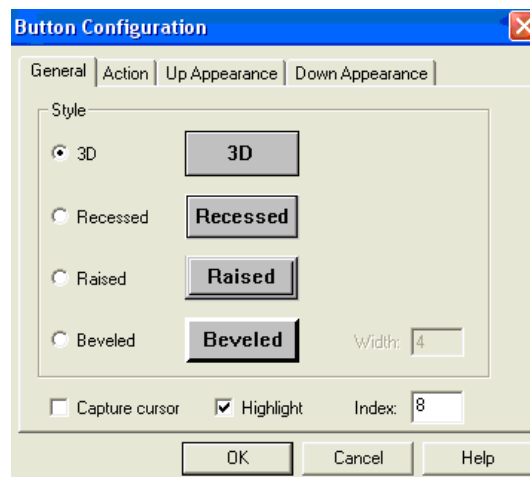 Button Configuration
General Action Up Appearance Down Appearance
Style
3D 3D
Recessed Recessed
Raised Raised
Beveled Beveled Width: 4
Capture cursor Highlight Index: 8
OK Cancel Help